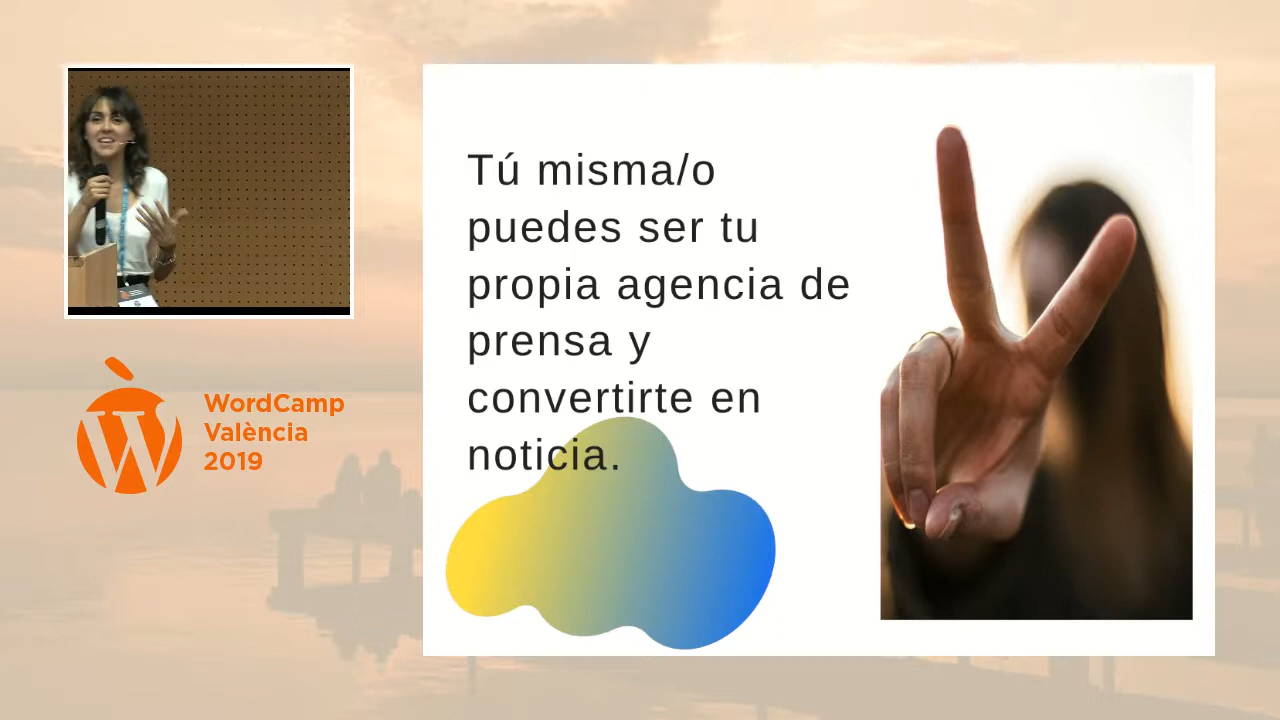 Tú misma/o
puedes ser tu
propia agencia de
prensa y
convertirte en
noticia.
WordCamp
València
2019